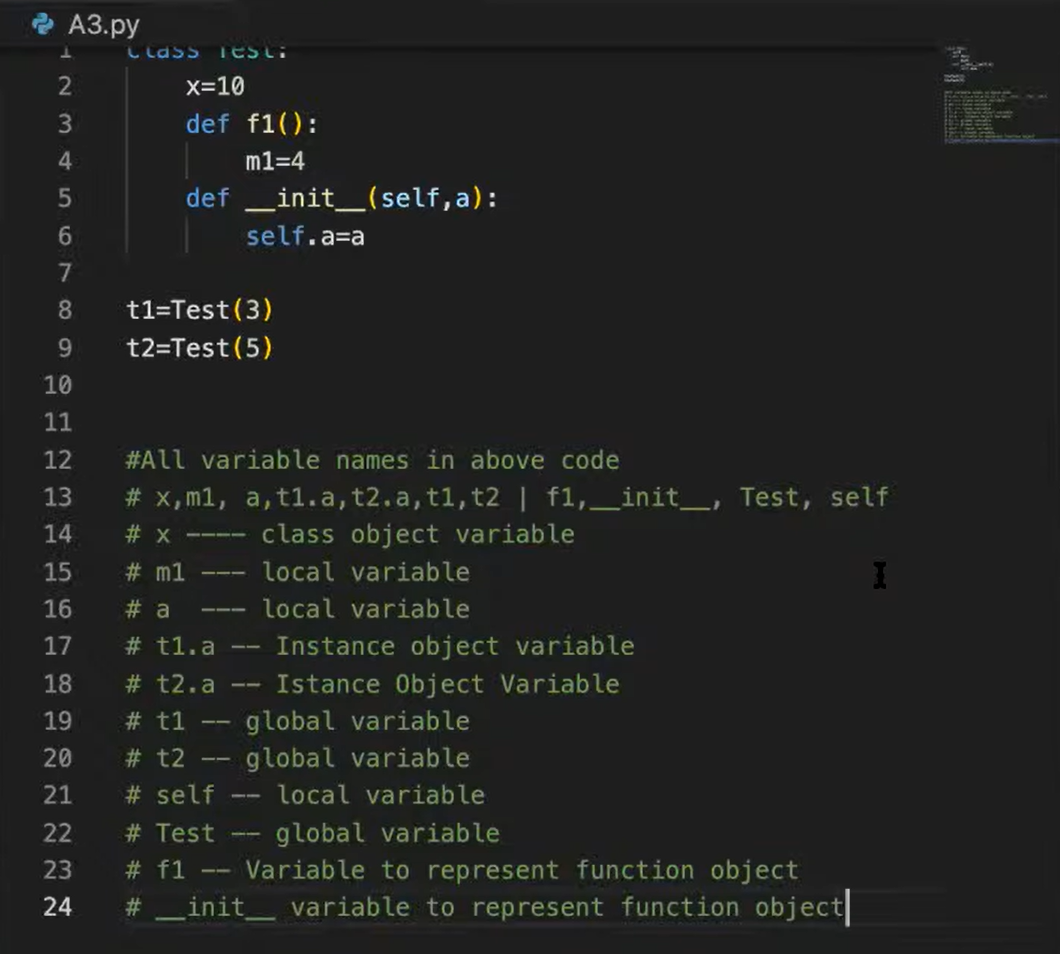 A3.py
1 class Test:
2 x=10
3 def f1():
4 m1=4
5 def __init__(self,a):
6 self.a=a
7
8 t1=Test(3)
9 t2=Test(5)
10
11
12 #All variable names in above code
13 # x,m1, a,t1.a,t2.a,t1,t2 | f1,__init__, Test, self
14 # x ---- class object variable
15 # m1 --- local variable
16 # a  --- local variable
17 # t1.a -- Instance object variable
18 # t2.a -- Istance Object Variable
19 # t1 -- global variable
20 # t2 -- global variable
21 # self -- local variable
22 # Test -- global variable
23 # f1 -- Variable to represent function object
24 # __init__ variable to represent function object